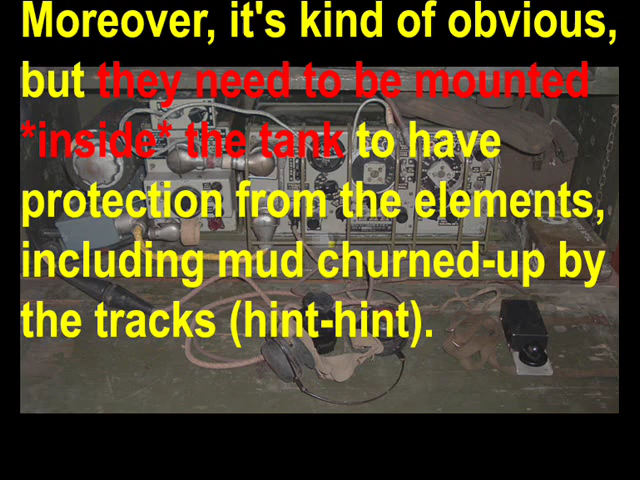 Moreover, it's kind of obvious,
but they need to be mounted
*inside* the tank to have
protection from the elements,
including mud churned-up by
the tracks (hint-hint).